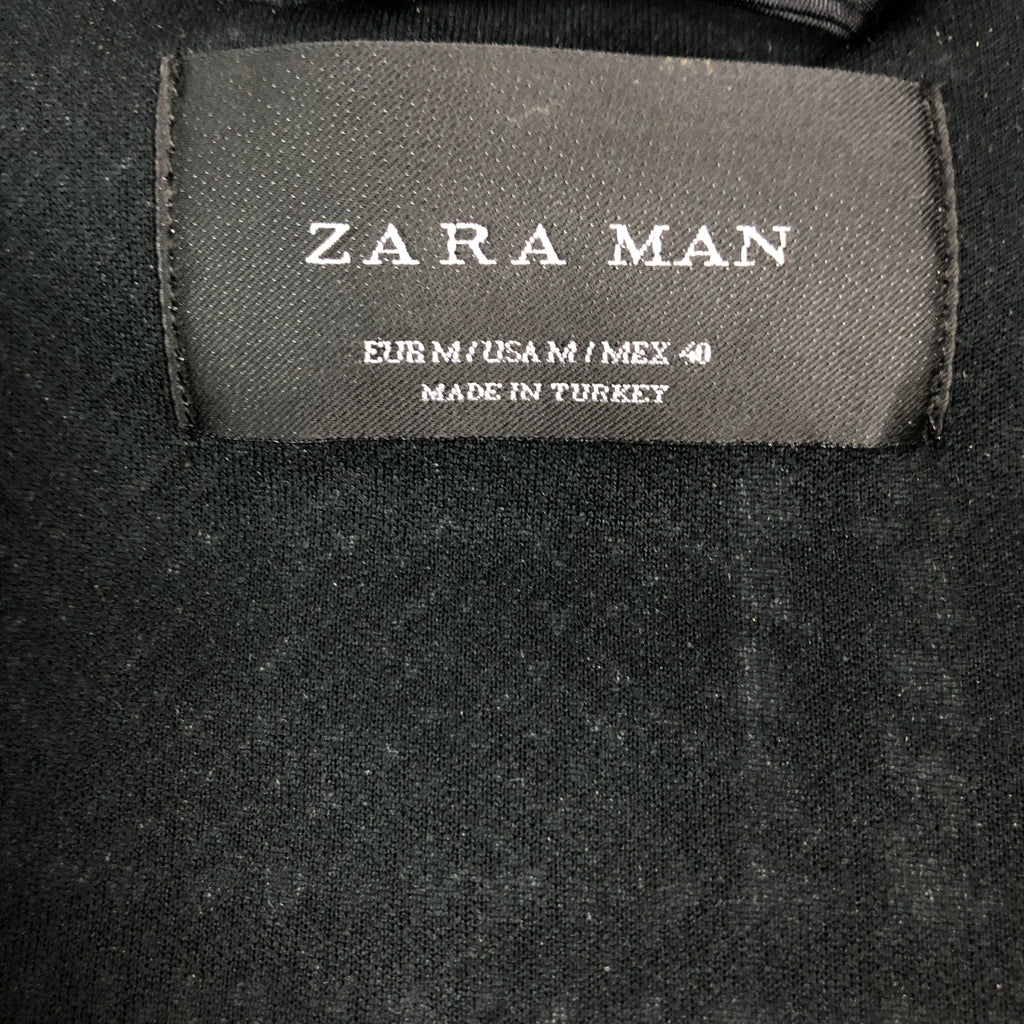 ZARA MAN
EUR M / USA M / MEX 40
MADE IN TURKEY